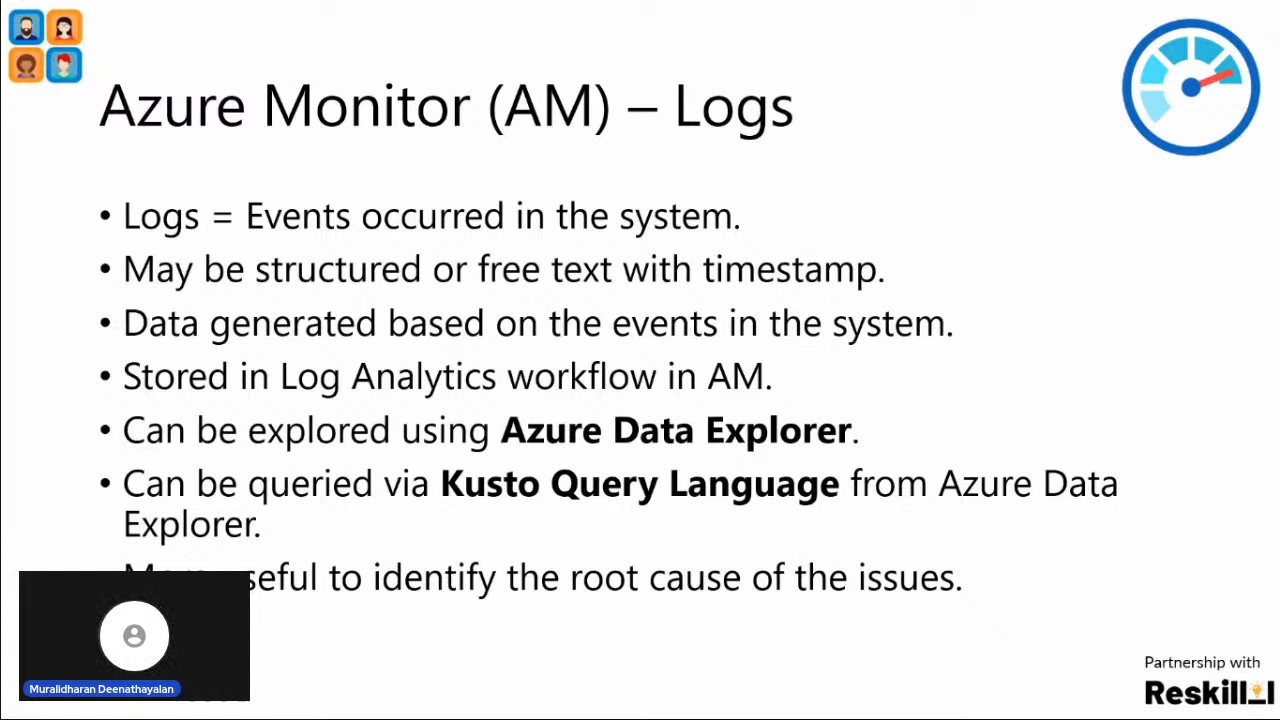 Azure Monitor (AM) – Logs
• Logs = Events occurred in the system.
• May be structured or free text with timestamp.
• Data generated based on the events in the system.
• Stored in Log Analytics workflow in AM.
• Can be explored using Azure Data Explorer.
• Can be queried via Kusto Query Language from Azure Data
Explorer.
to identify the root cause of the issues.
Muralidharan Deenathayalan
Partnership with
Reskilll